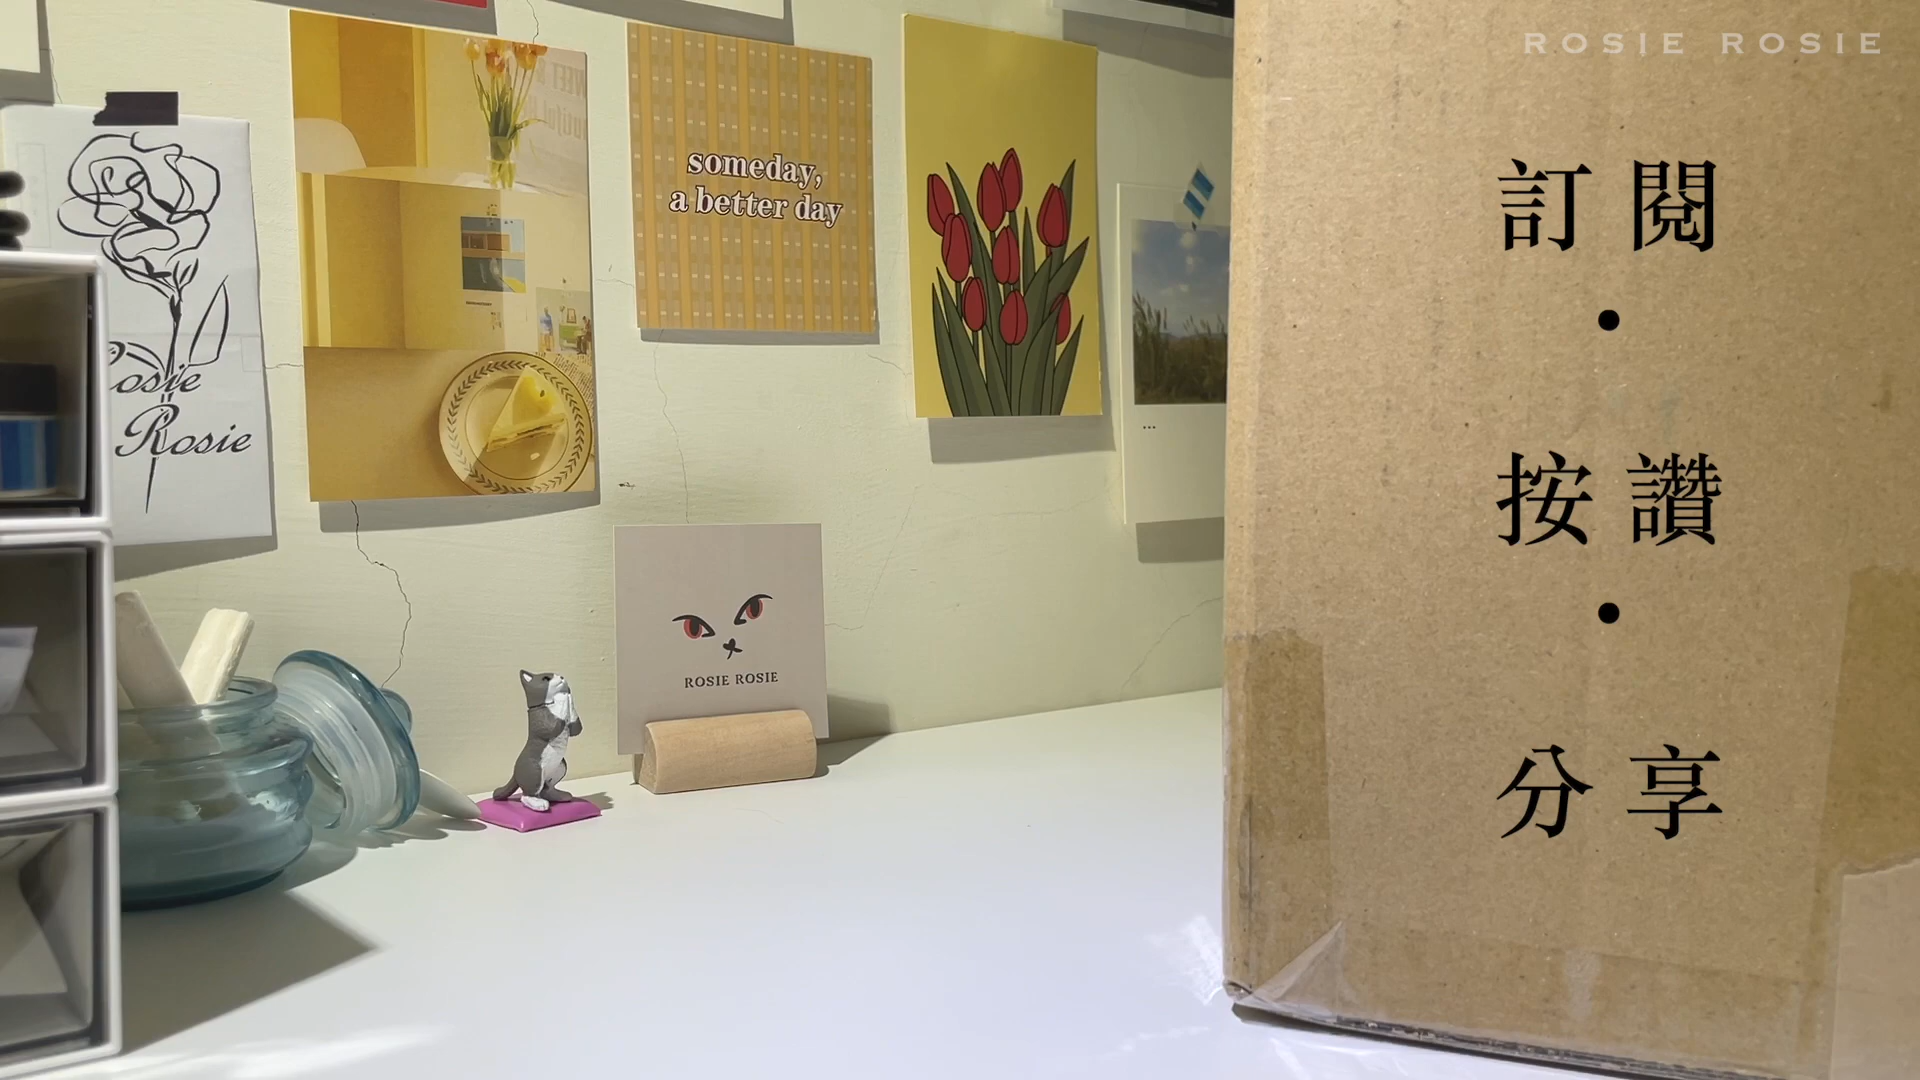 ROSIE ROSIE
someday,
a better day
Rosie
Rosie
ROSIE ROSIE
訂閱
•
按讚
•
分享